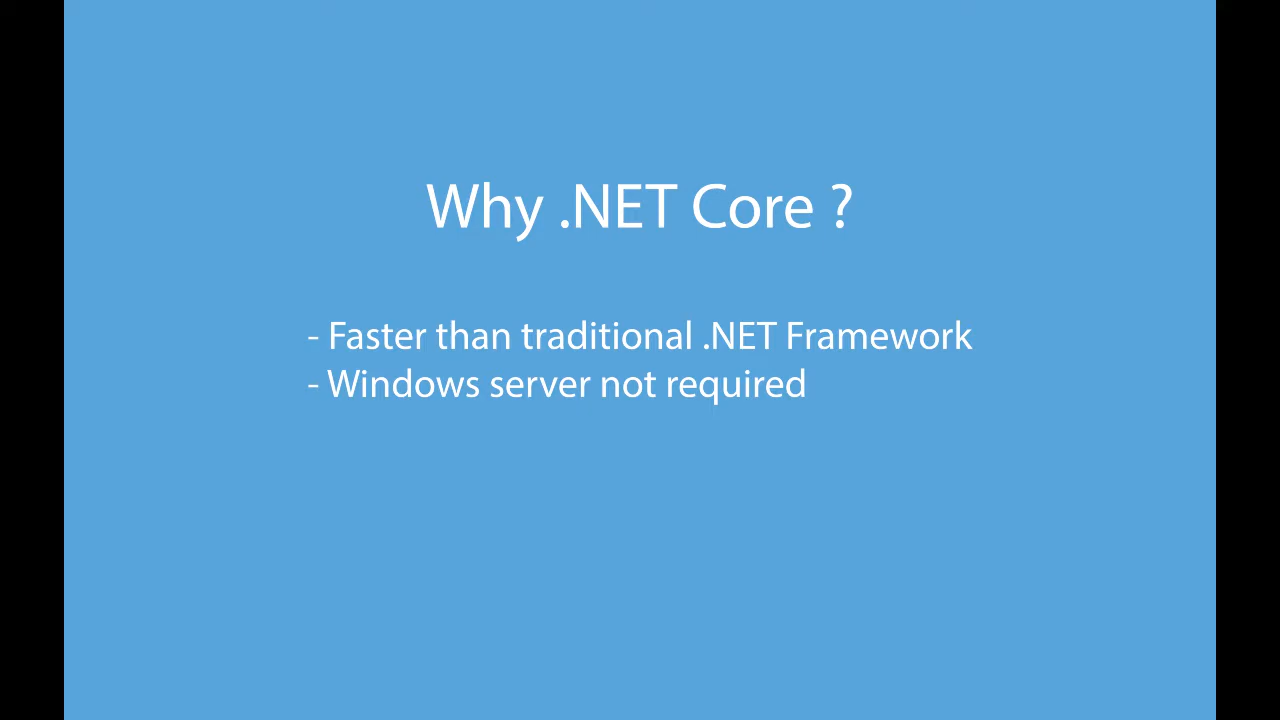 Why .NET Core ?
- Faster than traditional .NET Framework
- Windows server not required